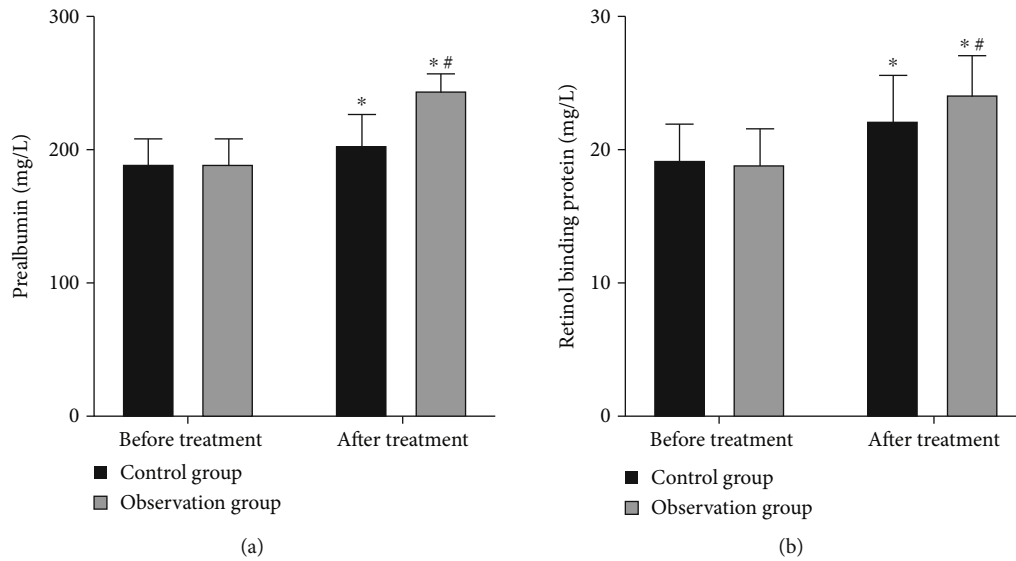 300
200
100
0
Prealbumin (mg/L)
*
* #
Before treatment
After treatment
Control group
Observation group
(a)
30
20
10
0
Retinol binding protein (mg/L)
*
* #
Before treatment
After treatment
Control group
Observation group
(b)